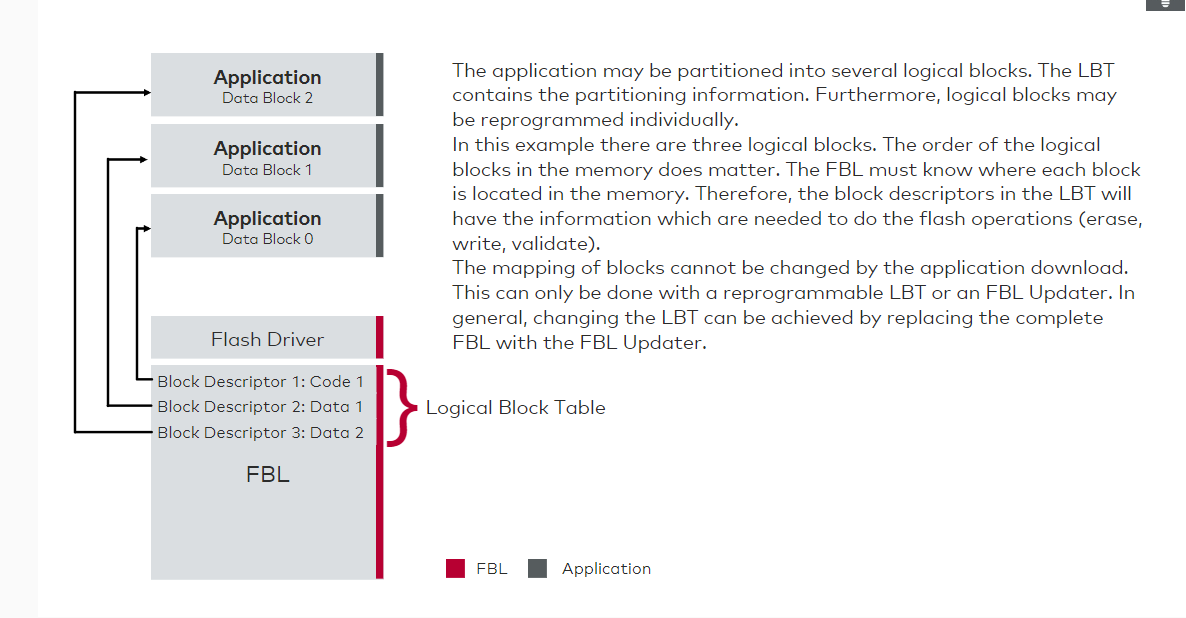 Application
Data Block 2
Application
Data Block 1
Application
Data Block 0
Flash Driver
Block Descriptor 1: Code 1
Block Descriptor 2: Data 1
Block Descriptor 3: Data 2
FBL
Logical Block Table
The application may be partitioned into several logical blocks. The LBT
contains the partitioning information. Furthermore, logical blocks may
be reprogrammed individually.
In this example there are three logical blocks. The order of the logical
blocks in the memory does matter. The FBL must know where each block
is located in the memory. Therefore, the block descriptors in the LBT will
have the information which are needed to do the flash operations (erase,
write, validate).
The mapping of blocks cannot be changed by the application download.
This can only be done with a reprogrammable LBT or an FBL Updater. In
general, changing the LBT can be achieved by replacing the complete
FBL with the FBL Updater.
FBL
Application